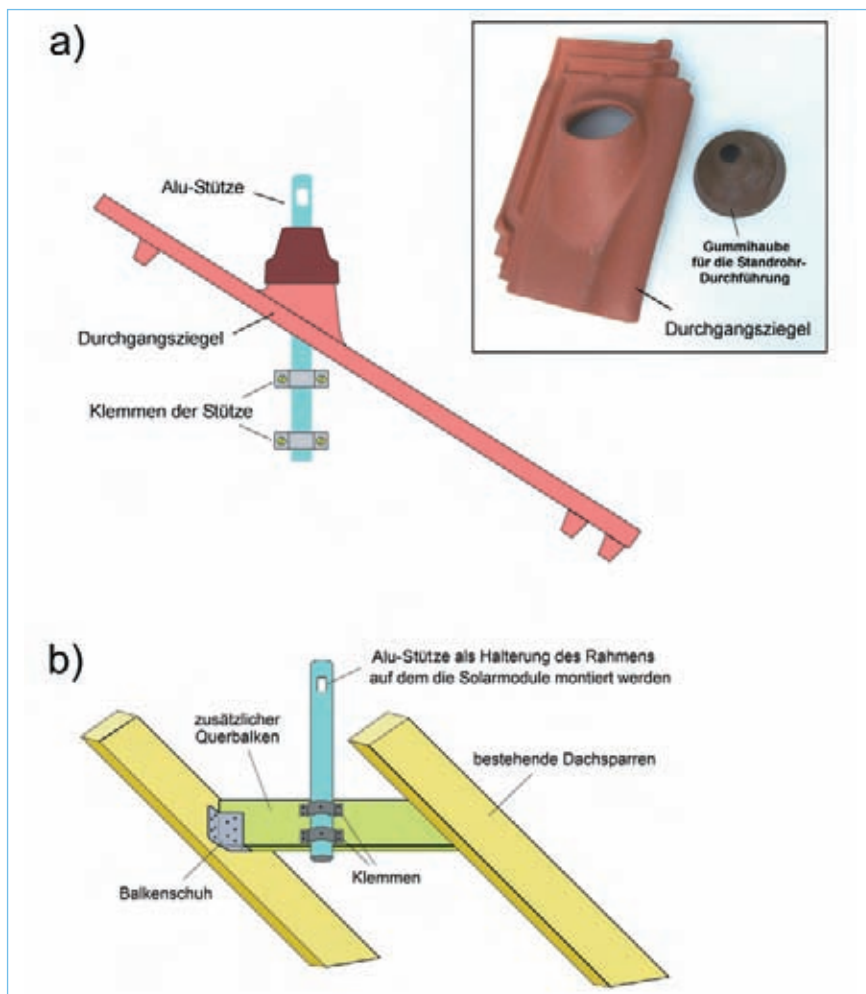 a)
Alu-Stütze
Durchgangsziegel
Klemmen der Stütze
Gummihaube
für die Standrohr-
Durchführung
Durchgangsziegel
b)
Alu-Stütze als Halterung des Rahmens
auf dem die Solarmodule montiert werden
zusätzlicher
Querbalken
bestehende Dachsparren
Balkenschuh
Klemmen